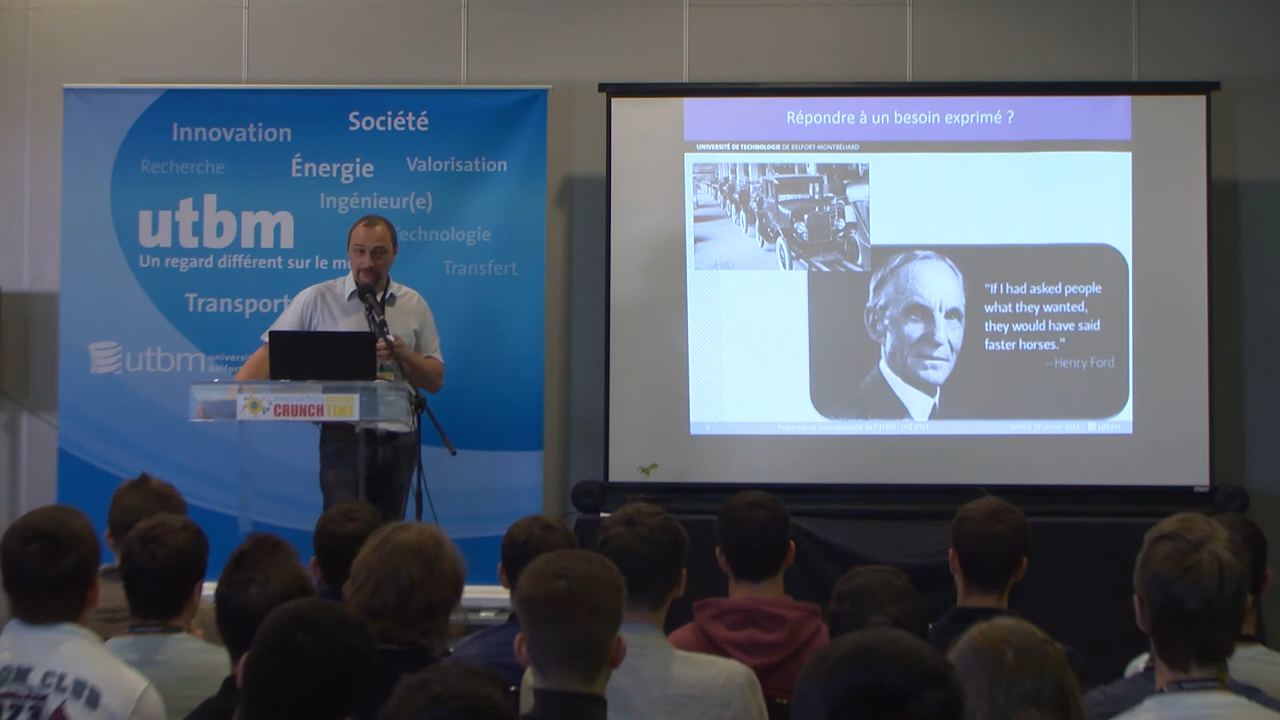 Innovation
Société
Recherche
Énergie
Valorisation
Ingénieur(e)
utbm
Technologie
Un regard différent sur le
Transfert
Transport
utbm
CRUNCH TIME
Répondre à un besoin exprimé ?
UNIVERSITÉ DE TECHNOLOGIE DE BELFORT-MONTBÉLIARD
"If I had asked people
what they wanted,
they would have said
faster horses."
—Henry Ford
utbm